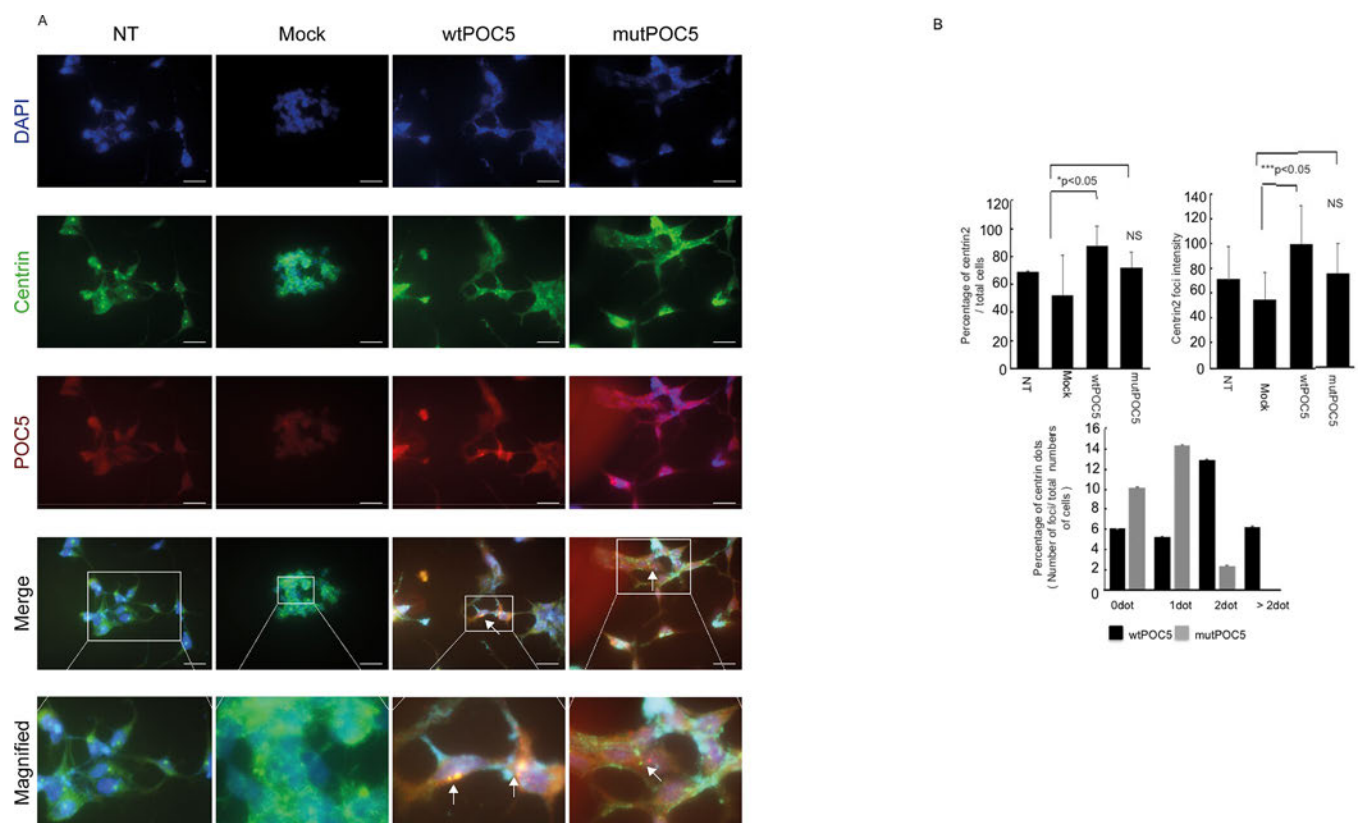 A
NT Mock wtPOC5 mutPOC5
DAPI
Centrin
POC5
Merge
Magnified
B
*p<0.05
NS
Percentage of centrin2
/ total cells
120
100
80
60
40
20
0
NT Mock wtPOC5 mutPOC5
***p<0.05
NS
Centrin2 foci intensity
140
120
100
80
60
40
20
0
NT Mock wtPOC5 mutPOC5
Percentage of centrin dots
( Number of foci/ total numbers
of cells )
16
14
12
10
8
6
4
2
0
0dot 1dot 2dot > 2dot
wtPOC5 mutPOC5